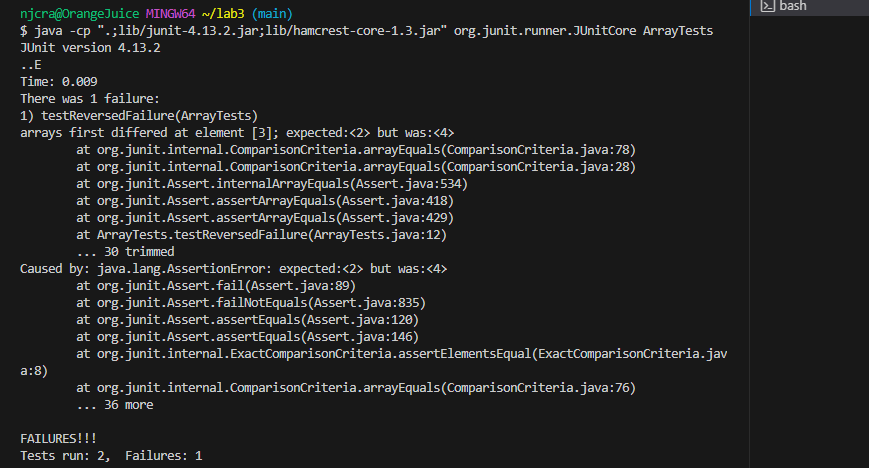 njcra@OrangeJuice MINGW64 ~/lab3 (main)
$ java -cp ".;lib/junit-4.13.2.jar;lib/hamcrest-core-1.3.jar" org.junit.runner.JUnitCore ArrayTests
JUnit version 4.13.2
..E
Time: 0.009
There was 1 failure:
1) testReversedFailure(ArrayTests)
arrays first differed at element [3]; expected:<2> but was:<4>
        at org.junit.internal.ComparisonCriteria.arrayEquals(ComparisonCriteria.java:78)
        at org.junit.internal.ComparisonCriteria.arrayEquals(ComparisonCriteria.java:28)
        at org.junit.Assert.internalArrayEquals(Assert.java:534)
        at org.junit.Assert.assertArrayEquals(Assert.java:418)
        at org.junit.Assert.assertArrayEquals(Assert.java:429)
        at ArrayTests.testReversedFailure(ArrayTests.java:12)
        ... 30 trimmed
Caused by: java.lang.AssertionError: expected:<2> but was:<4>
        at org.junit.Assert.fail(Assert.java:89)
        at org.junit.Assert.failNotEquals(Assert.java:835)
        at org.junit.Assert.assertEquals(Assert.java:120)
        at org.junit.Assert.assertEquals(Assert.java:146)
        at org.junit.internal.ExactComparisonCriteria.assertElementsEqual(ExactComparisonCriteria.jav
a:8)
        at org.junit.internal.ComparisonCriteria.arrayEquals(ComparisonCriteria.java:76)
        ... 36 more

FAILURES!!!
Tests run: 2,  Failures: 1
bash